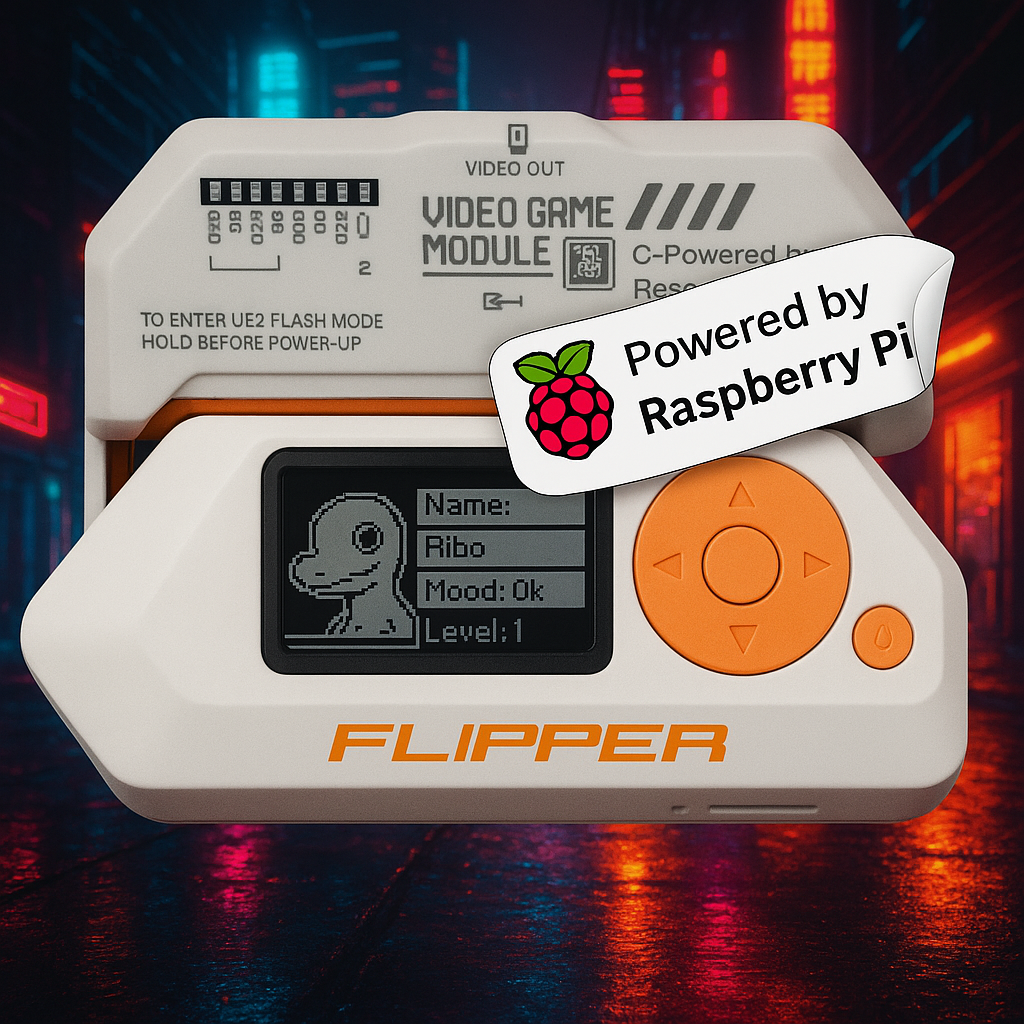 VIDEO OUT
VIDEO GAME
MODULE
2
C-Powered
TO ENTER UE2 FLASH MODE
HOLD BEFORE POWER-UP
Powered by
Raspberry Pi
Name:
Ribo
Mood: Ok
Level: 1
FLIPPER